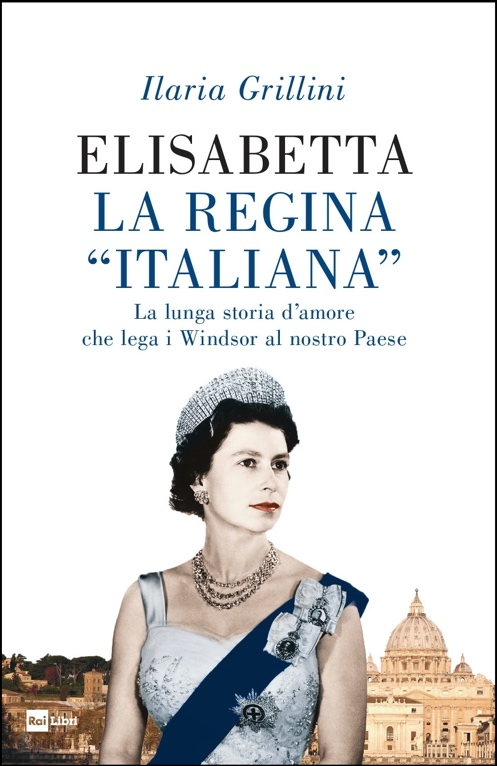 Ilaria Grillini
ELISABETTA
LA REGINA
“ITALIANA”
La lunga storia d’amore
che lega i Windsor al nostro Paese
Rai Libri